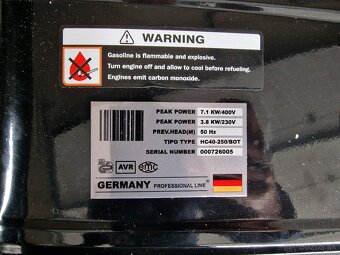 WARNING
Gasoline is flammable and explosive.
Turn engine off and allow to cool before refueling.
Engines emit carbon monoxide.
PEAK POWER 7.1 KW/400V
PEAK POWER 3.8 KW/230V
PREV.HEAD(M) 50 Hz
TIPO TYPE HC40-250/BOT
SERIAL NUMBER 000726005
AVR emc
GERMANY PROFESSIONAL LINE